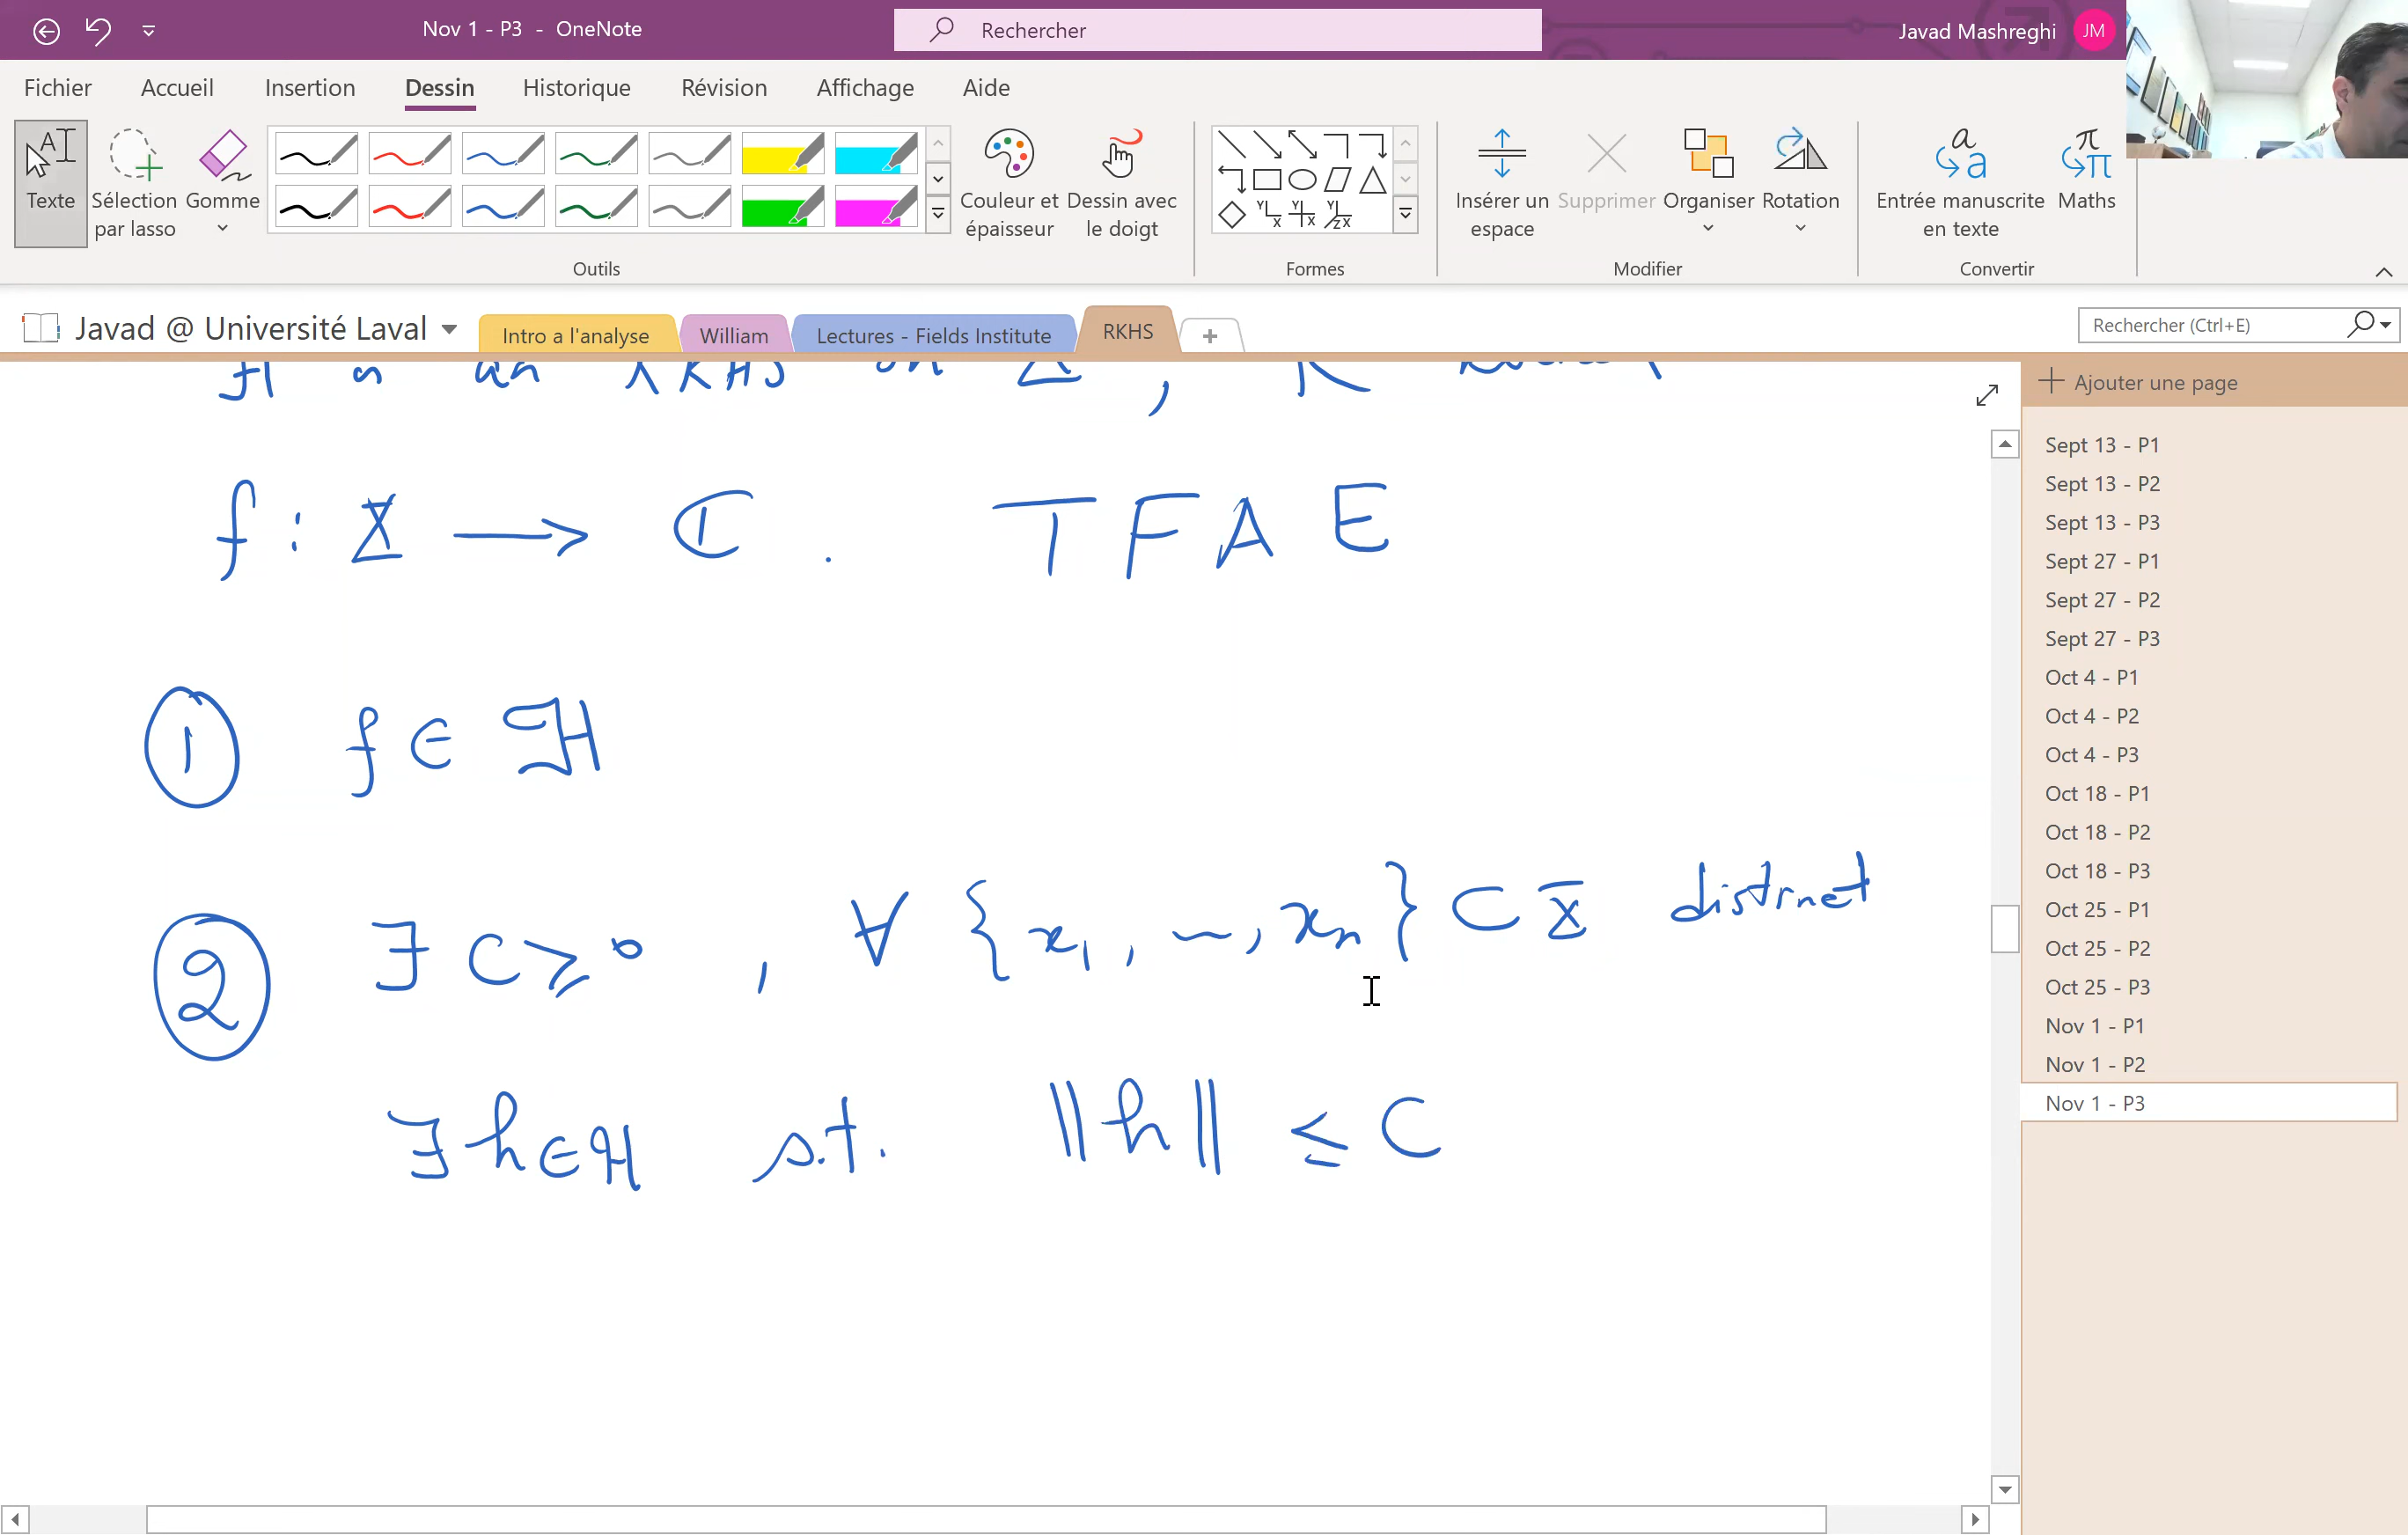 Nov 1 - P3 - OneNote
Rechercher
Javad Mashreghi JM
Fichier Accueil Insertion Dessin Historique Révision Affichage Aide
Texte
Sélection par lasso
Gomme
Couleur et épaisseur
Dessin avec le doigt
Insérer un espace
Supprimer
Organiser
Rotation
Entrée manuscrite en texte
Maths
Outils Formes Modifier Convertir
Javad @ Université Laval
Intro a l'analyse William Lectures - Fields Institute RKHS
Rechercher (Ctrl+E)
Ajouter une page
Sept 13 - P1
Sept 13 - P2
Sept 13 - P3
Sept 27 - P1
Sept 27 - P2
Sept 27 - P3
Oct 4 - P1
Oct 4 - P2
Oct 4 - P3
Oct 18 - P1
Oct 18 - P2
Oct 18 - P3
Oct 25 - P1
Oct 25 - P2
Oct 25 - P3
Nov 1 - P1
Nov 1 - P2
Nov 1 - P3
f : X ⟶ ℂ . TFAE
① f ∈ ℋ
② ∃ C ≥ 0 , ∀ {x₁, ..., xₙ} ⊂ X distinct
∃ h ∈ ℋ s.t. ‖h‖ ≤ C